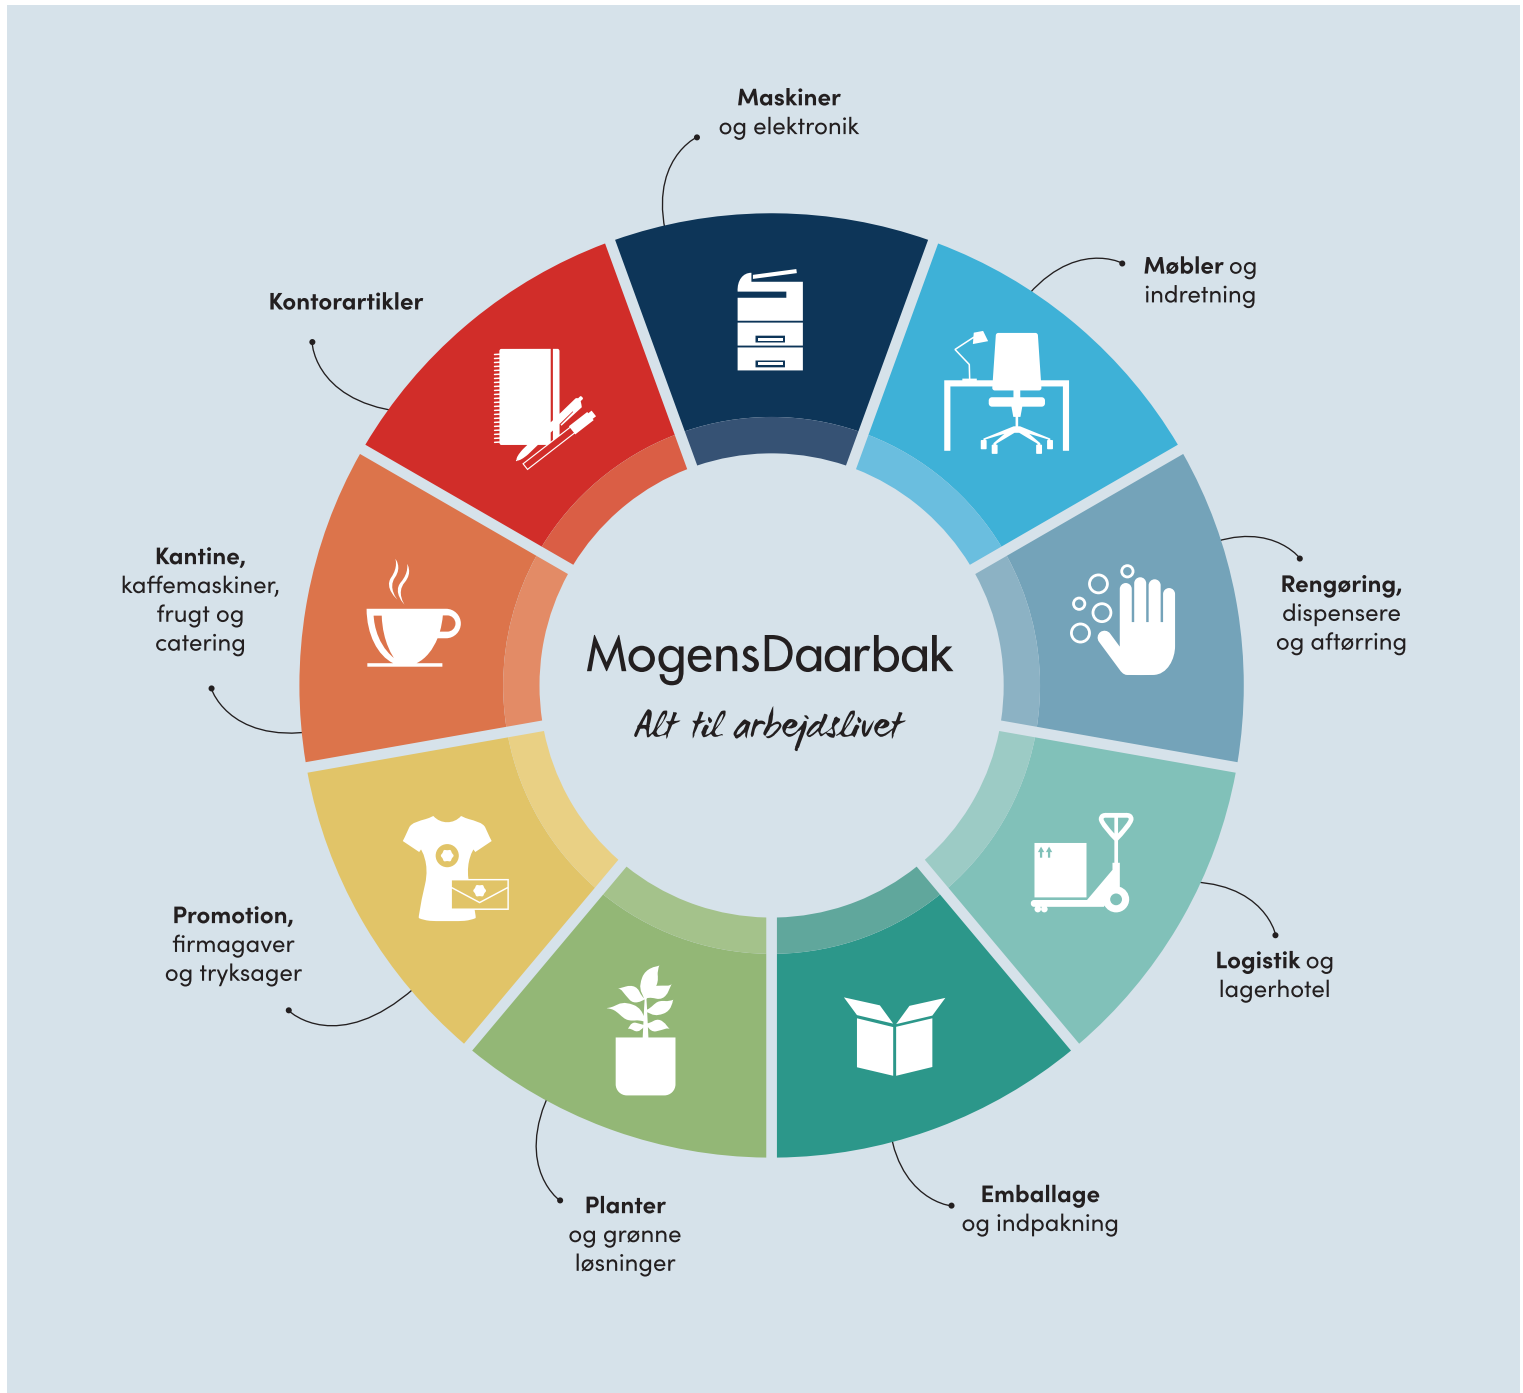 Maskiner
og elektronik
Møbler og
indretning
Kontorartikler
Kantine,
kaffemaskiner,
frugt og
catering
Rengøring,
dispensere
og aftørring
MogensDaarbak
Alt til arbejdslivet
Promotion,
firmagaver
og tryksager
Logistik og
lagerhotel
Planter
og grønne
løsninger
Emballage
og indpakning